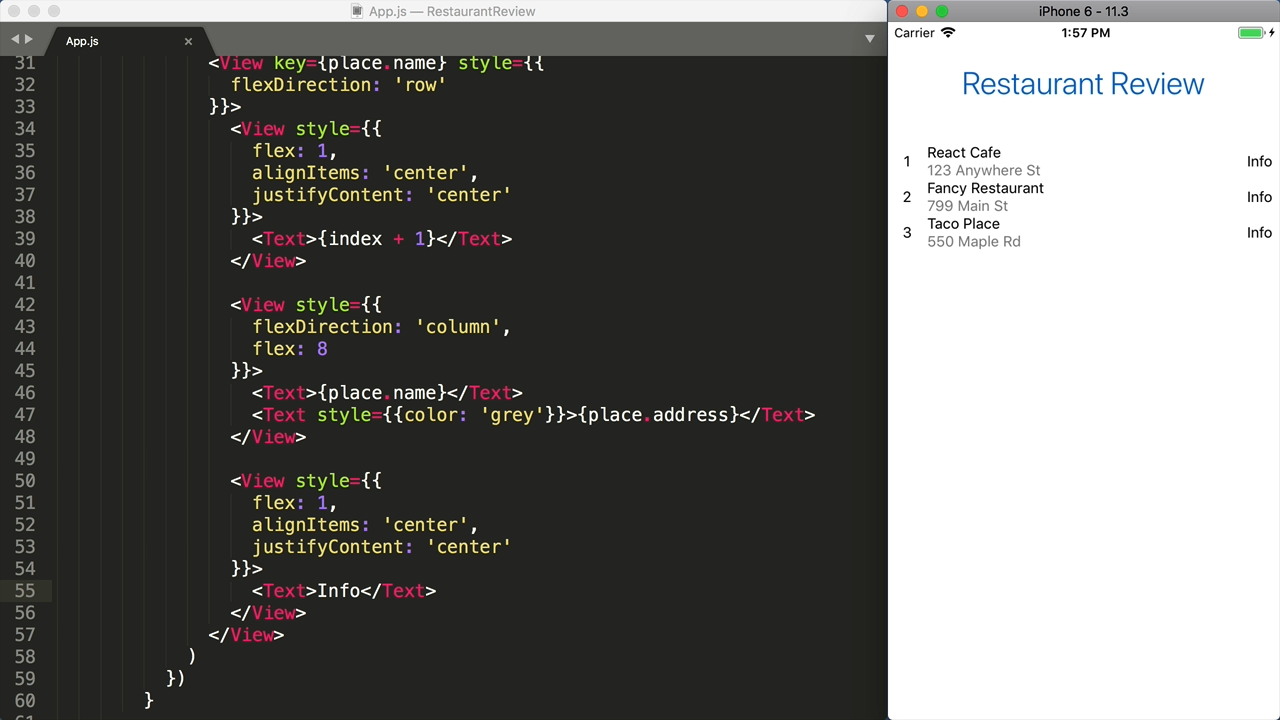 App.js — RestaurantReview
App.js
31 <View key={place.name} style={{
32 flexDirection: 'row'
33 }}>
34 <View style={{
35 flex: 1,
36 alignItems: 'center',
37 justifyContent: 'center'
38 }}>
39 <Text>{index + 1}</Text>
40 </View>
41
42 <View style={{
43 flexDirection: 'column',
44 flex: 8
45 }}>
46 <Text>{place.name}</Text>
47 <Text style={{color: 'grey'}}>{place.address}</Text>
48 </View>
49
50 <View style={{
51 flex: 1,
52 alignItems: 'center',
53 justifyContent: 'center'
54 }}>
55 <Text>Info</Text>
56 </View>
57 </View>
58 )
59 })
60 }
iPhone 6 - 11.3
Carrier 1:57 PM
Restaurant Review
React Cafe
1 Info
123 Anywhere St
Fancy Restaurant
2 Info
799 Main St
Taco Place
3 Info
550 Maple Rd